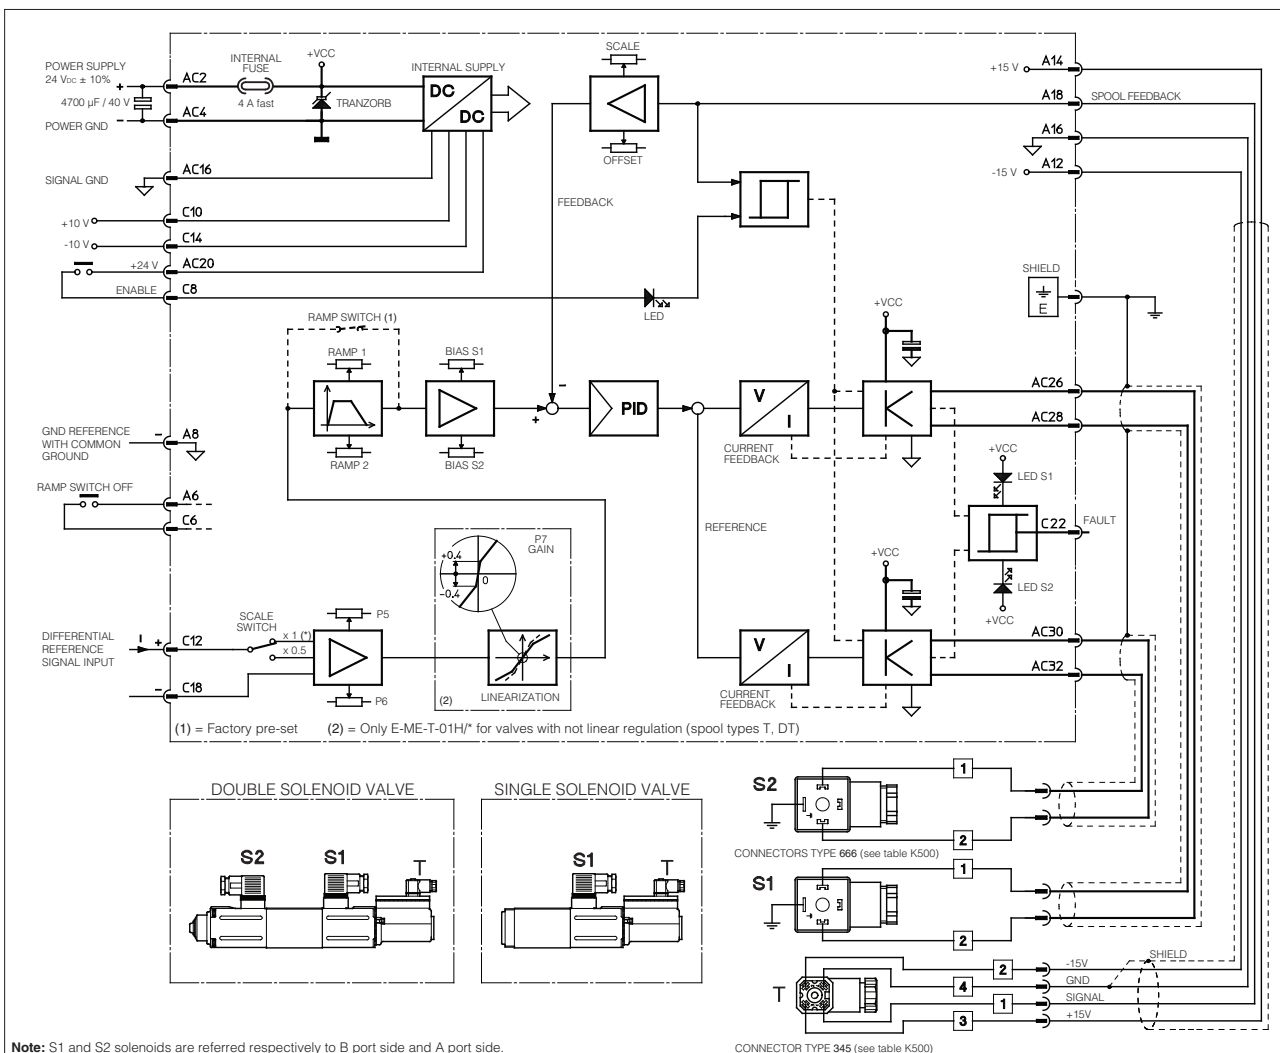 POWER SUPPLY
24 VDC ± 10%
+
4700 µF / 40 V
POWER GND
-
AC2
AC4
INTERNAL
FUSE
4 A fast
+VCC
TRANZORB
INTERNAL SUPPLY
DC
DC
SCALE
OFFSET
FEEDBACK
SIGNAL GND
AC16
+10 V
C10
-10 V
C14
+24 V
AC20
ENABLE
C8
LED
+15 V
A14
A18
SPOOL FEEDBACK
A16
-15 V
A12
SHIELD
E
RAMP SWITCH (1)
RAMP 1
RAMP 2
BIAS S1
BIAS S2
-
+
PID
V
I
CURRENT
FEEDBACK
+VCC
AC26
AC28
GND REFERENCE
WITH COMMON
GROUND
-
A8
RAMP SWITCH OFF
A6
C6
REFERENCE
+VCC
LED S1
C22
FAULT
LED S2
+VCC
P7
GAIN
+0.4
0
-0.4
LINEARIZATION
(2)
DIFFERENTIAL
REFERENCE
SIGNAL INPUT
I
+
C12
-
C18
SCALE
SWITCH
x 1 (*)
x 0.5
P5
P6
+VCC
V
I
CURRENT
FEEDBACK
AC30
AC32
(1) = Factory pre-set (2) = Only E-ME-T-01H/* for valves with not linear regulation (spool types T, DT)
DOUBLE SOLENOID VALVE
S2
S1
T
SINGLE SOLENOID VALVE
S1
T
S2
1
2
CONNECTORS TYPE 666 (see table K500)
S1
1
2
T
2
-15V
4
GND
1
SIGNAL
3
+15V
SHIELD
CONNECTOR TYPE 345 (see table K500)
Note: S1 and S2 solenoids are referred respectively to B port side and A port side.